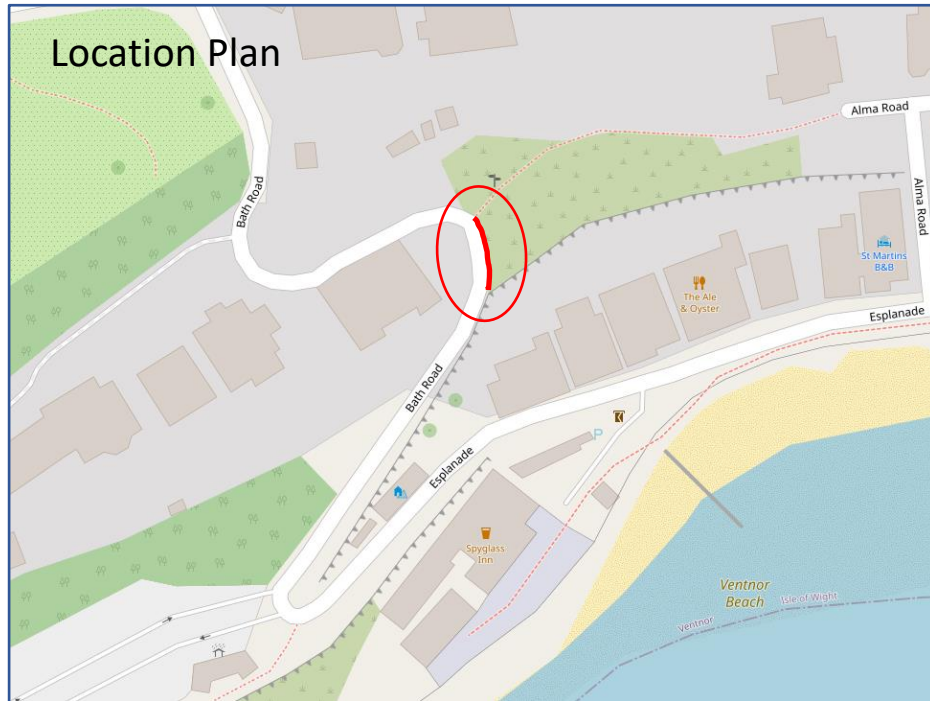 Location Plan
Alma Road
Bath Road
Alma Road
St Martins
B&B
The Ale
& Oyster
Esplanade
Bath Road
P
Esplanade
Spyglass
Inn
Ventnor
Beach
Isle of Wight
Ventnor